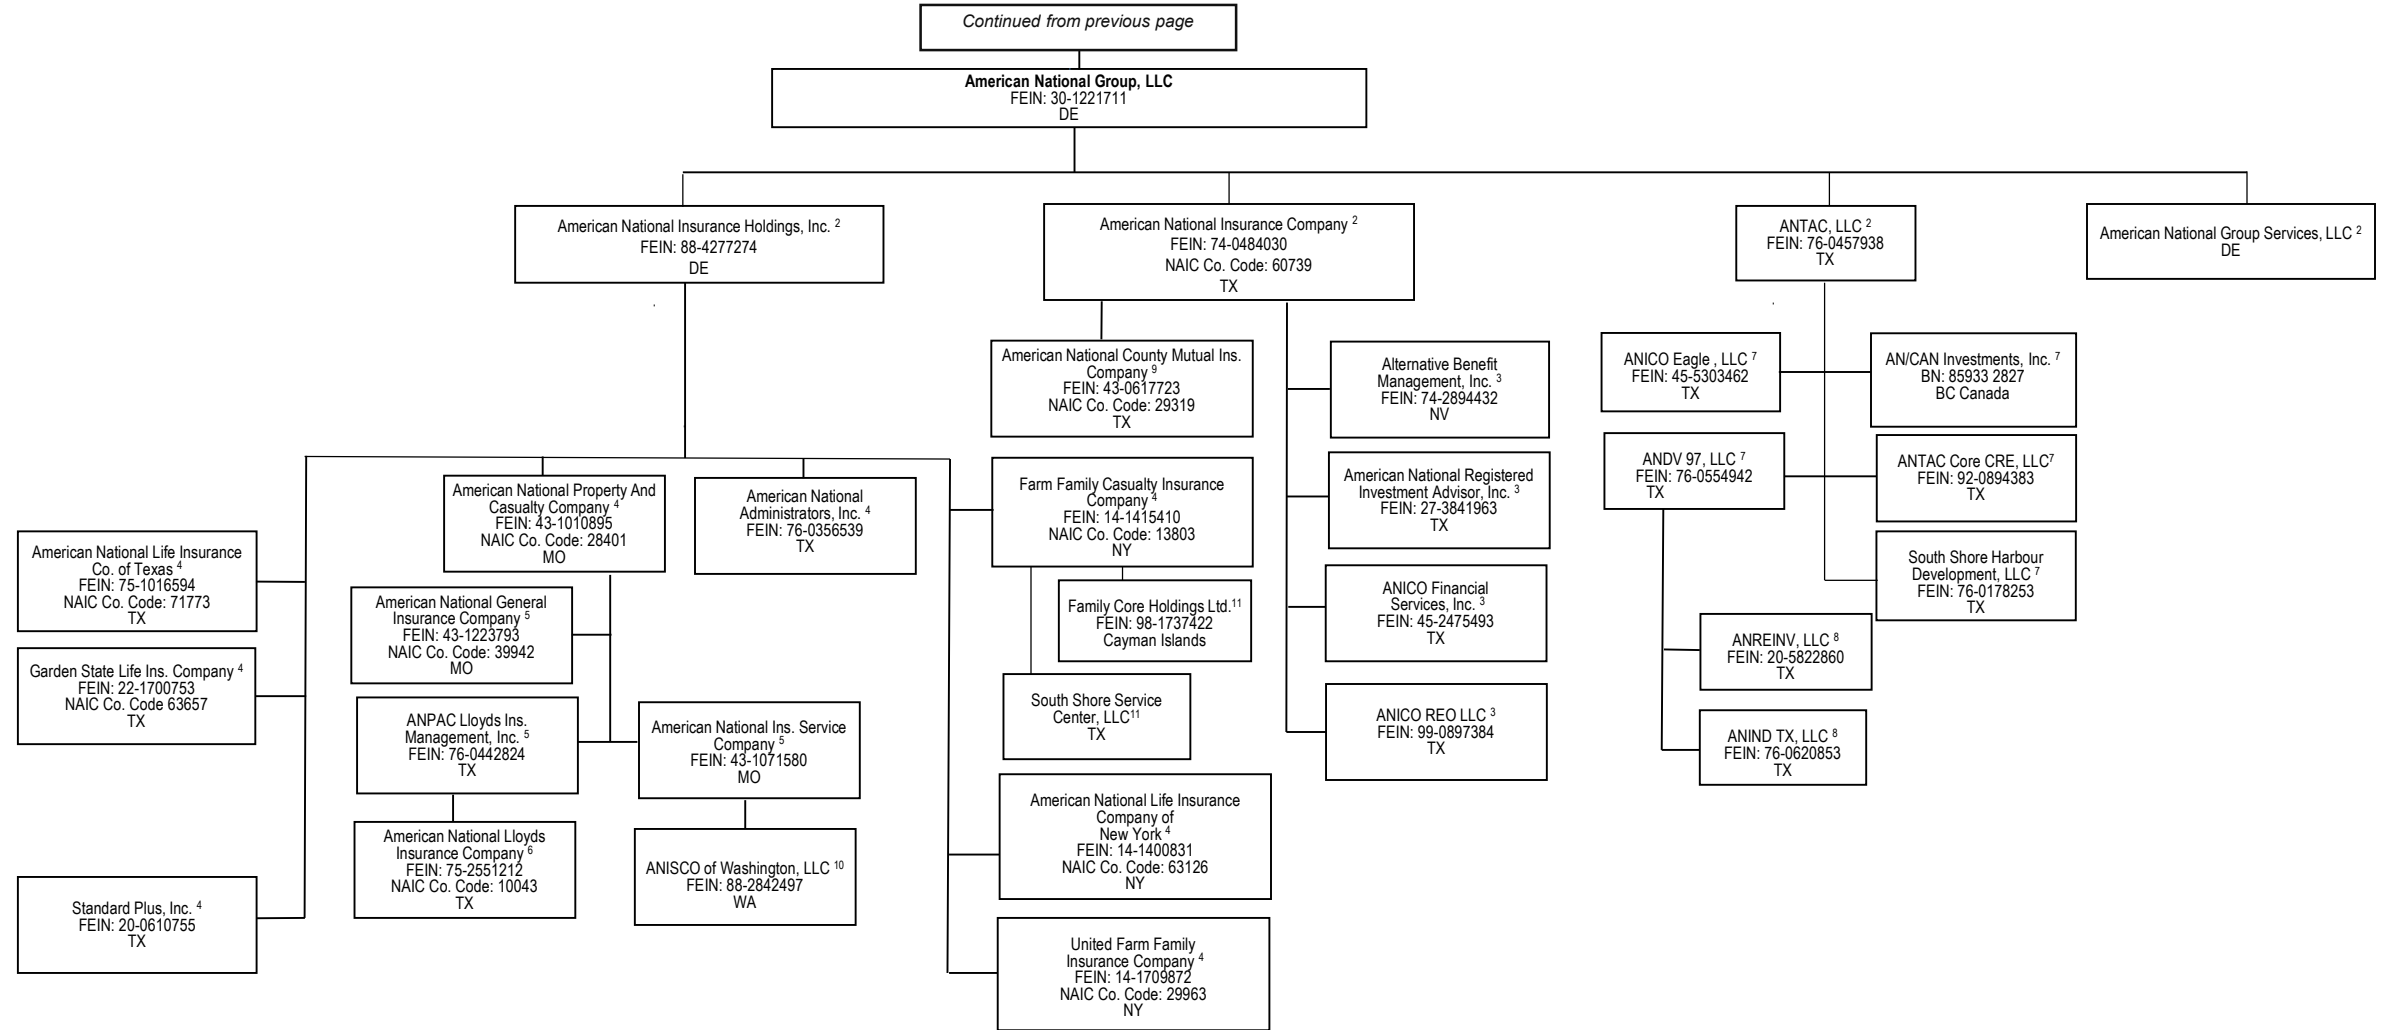 Continued from previous page
American National Group, LLC
FEIN: 30-1221711
DE
American National Insurance Holdings, Inc. 2
FEIN: 88-4277274
DE
American National Insurance Company 2
FEIN: 74-0484030
NAIC Co. Code: 60739
TX
ANTAC, LLC 2
FEIN: 76-0457938
TX
American National Group Services, LLC 2
DE
American National County Mutual Ins.
Company 9
FEIN: 43-0617723
NAIC Co. Code: 29319
TX
Alternative Benefit
Management, Inc. 3
FEIN: 74-2894432
NV
ANICO Eagle , LLC 7
FEIN: 45-5303462
TX
AN/CAN Investments, Inc. 7
BN: 85933 2827
BC Canada
American National Property And
Casualty Company 4
FEIN: 43-1010895
NAIC Co. Code: 28401
MO
American National
Administrators, Inc. 4
FEIN: 76-0356539
TX
Farm Family Casualty Insurance
Company 4
FEIN: 14-1415410
NAIC Co. Code: 13803
NY
American National Registered
Investment Advisor, Inc. 3
FEIN: 27-3841963
TX
ANDV 97, LLC 7
FEIN: 76-0554942
TX
ANTAC Core CRE, LLC7
FEIN: 92-0894383
TX
American National Life Insurance
Co. of Texas 4
FEIN: 75-1016594
NAIC Co. Code: 71773
TX
American National General
Insurance Company 5
FEIN: 43-1223793
NAIC Co. Code: 39942
MO
Family Core Holdings Ltd.11
FEIN: 98-1737422
Cayman Islands
ANICO Financial
Services, Inc. 3
FEIN: 45-2475493
TX
South Shore Harbour
Development, LLC 7
FEIN: 76-0178253
TX
Garden State Life Ins. Company 4
FEIN: 22-1700753
NAIC Co. Code 63657
TX
ANPAC Lloyds Ins.
Management, Inc. 5
FEIN: 76-0442824
TX
American National Ins. Service
Company 5
FEIN: 43-1071580
MO
South Shore Service
Center, LLC11
TX
ANICO REO LLC 3
FEIN: 99-0897384
TX
ANREINV, LLC 8
FEIN: 20-5822860
TX
ANIND TX, LLC 8
FEIN: 76-0620853
TX
American National Lloyds
Insurance Company 6
FEIN: 75-2551212
NAIC Co. Code: 10043
TX
ANISCO of Washington, LLC 10
FEIN: 88-2842497
WA
American National Life Insurance
Company of
New York 4
FEIN: 14-1400831
NAIC Co. Code: 63126
NY
Standard Plus, Inc. 4
FEIN: 20-0610755
TX
United Farm Family
Insurance Company 4
FEIN: 14-1709872
NAIC Co. Code: 29963
NY